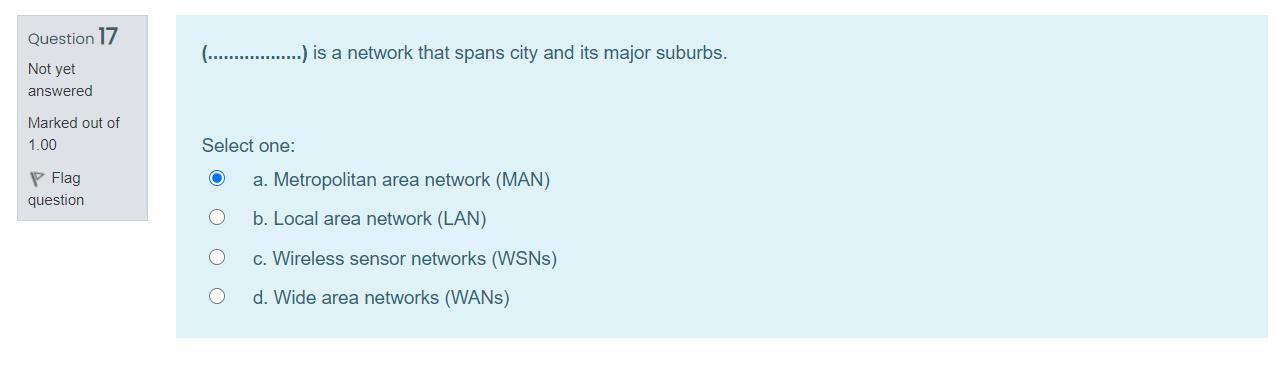 Question 17
Not yet
answered
Marked out of
1.00
Flag
question
(..................) is a network that spans city and its major suburbs.
Select one:
a. Metropolitan area network (MAN)
b. Local area network (LAN)
c. Wireless sensor networks (WSNs)
d. Wide area networks (WANs)